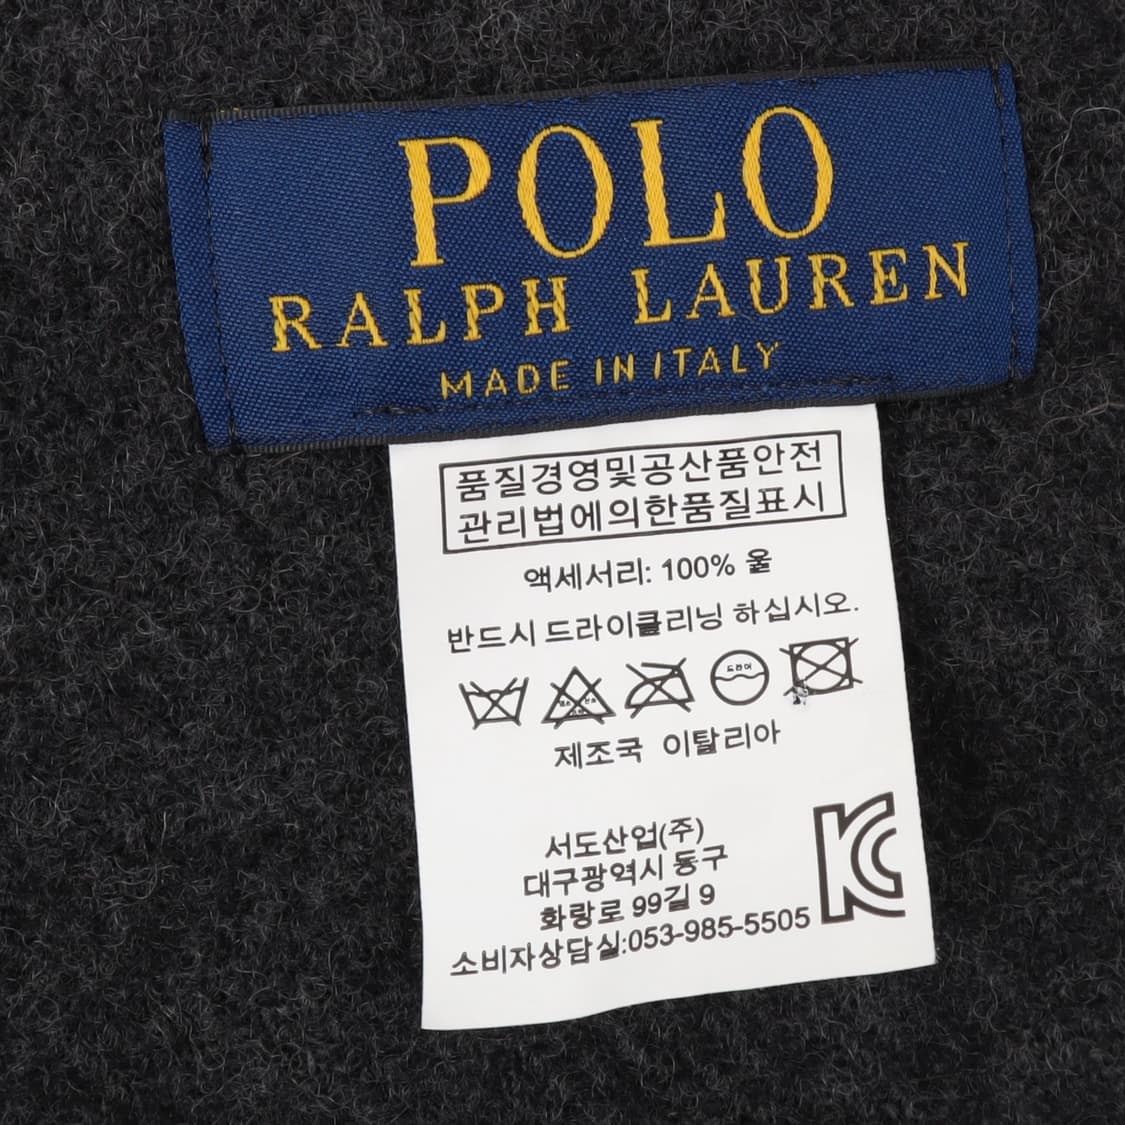 POLO
RALPH LAUREN
MADE IN ITALY
품질경영및공산품안전
관리법에의한품질표시
액세서리: 100% 울
반드시 드라이클리닝 하십시오.
드라이
제조국 이탈리아
서도산업(주)
대구광역시 동구
화랑로 99길 9
소비자상담실:053-985-5505
KC